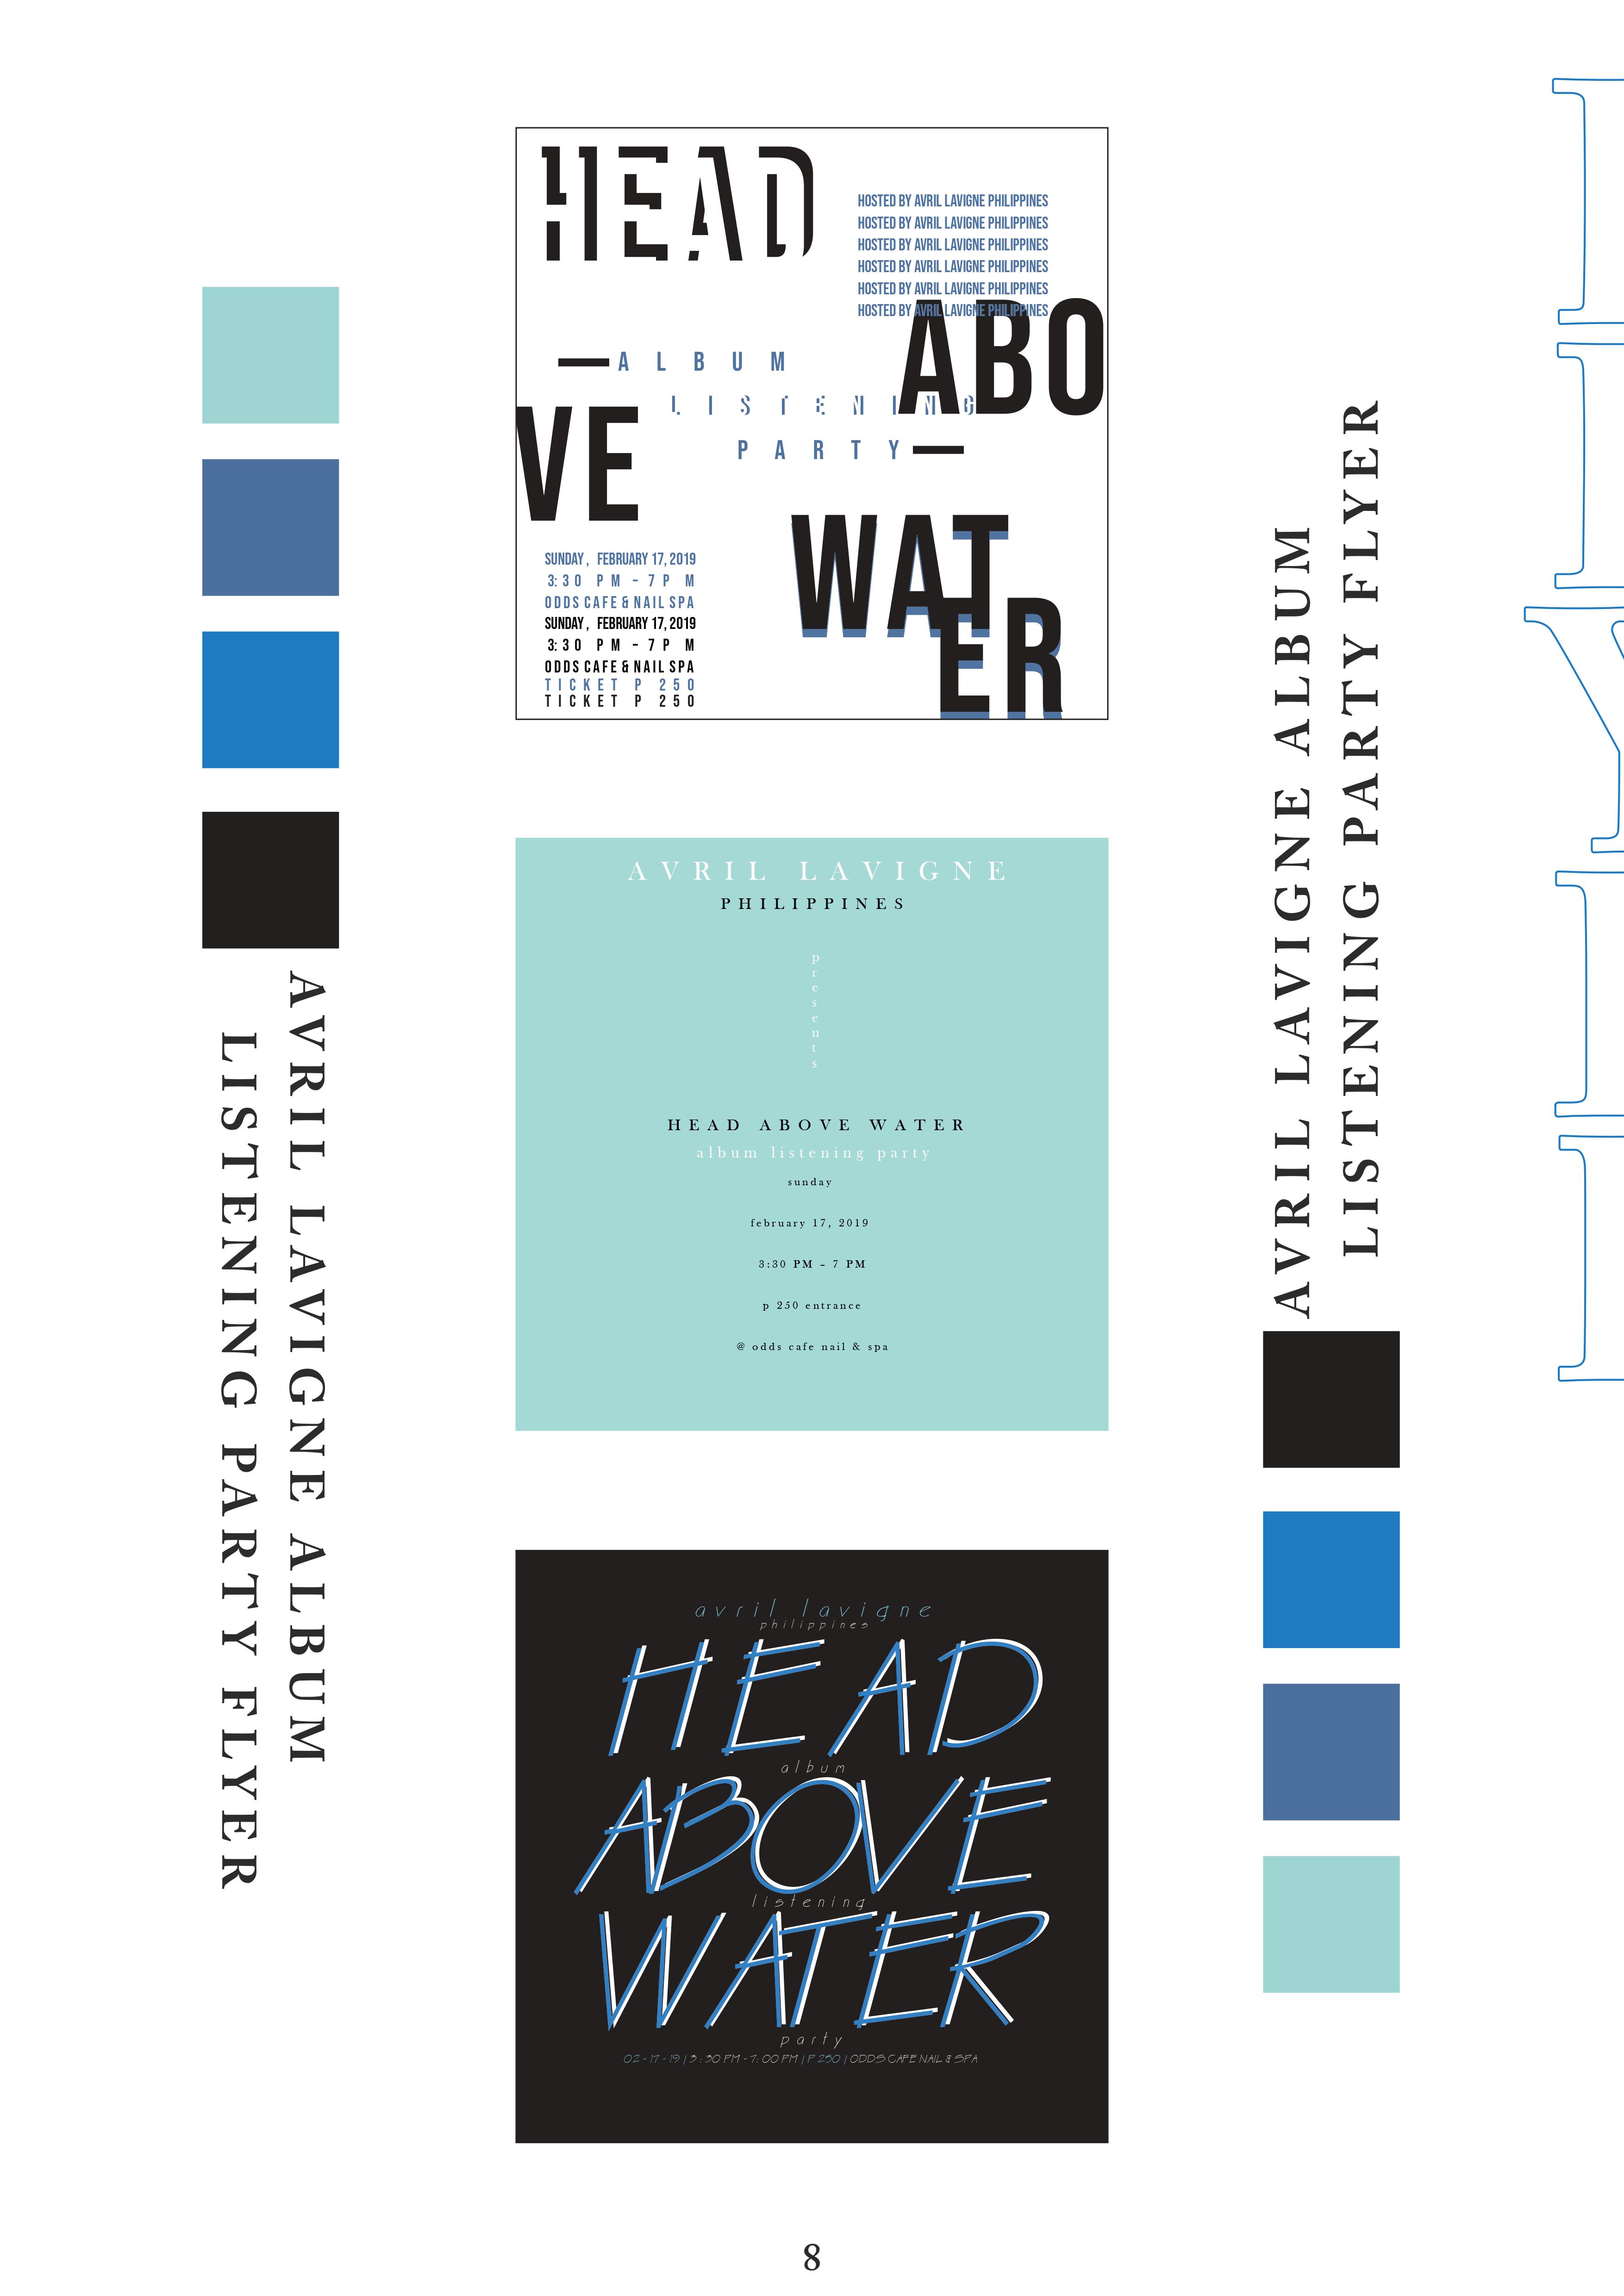 HEAD
HOSTED BY AVRIL LAVIGNE PHILIPPINES
HOSTED BY AVRIL LAVIGNE PHILIPPINES
HOSTED BY AVRIL LAVIGNE PHILIPPINES
HOSTED BY AVRIL LAVIGNE PHILIPPINES
HOSTED BY AVRIL LAVIGNE PHILIPPINES
HOSTED BY AVRIL LAVIGNE PHILIPPINES
ABO
VE
—ALBUM
LISTENING
PARTY—
WAT
ER
SUNDAY, FEBRUARY 17, 2019
3:30 PM - 7 PM
ODDS CAFE & NAIL SPA
SUNDAY, FEBRUARY 17, 2019
3:30 PM - 7 PM
ODDS CAFE & NAIL SPA
TICKET P 250
TICKET P 250
AVRIL LAVIGNE
PHILIPPINES
presents
HEAD ABOVE WATER
album listening party
sunday
february 17, 2019
3:30 PM - 7 PM
p 250 entrance
@ odds cafe nail & spa
avril lavigne
philippines
HEAD
album
ABOVE
listening
WATER
party
02 - 17 - 19 | 3 : 30 PM - 7: 00 PM | P 250 | ODDS CAFE NAIL & SPA
AVRIL LAVIGNE ALBUM
LISTENING PARTY FLYER
AVRIL LAVIGNE ALBUM
LISTENING PARTY FLYER
8